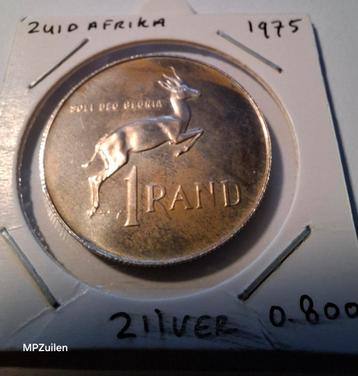 ZUID AFRIKA 1975
SOLI DEO GLORIA
1 RAND
ZilVER 0.800
MPZuilen